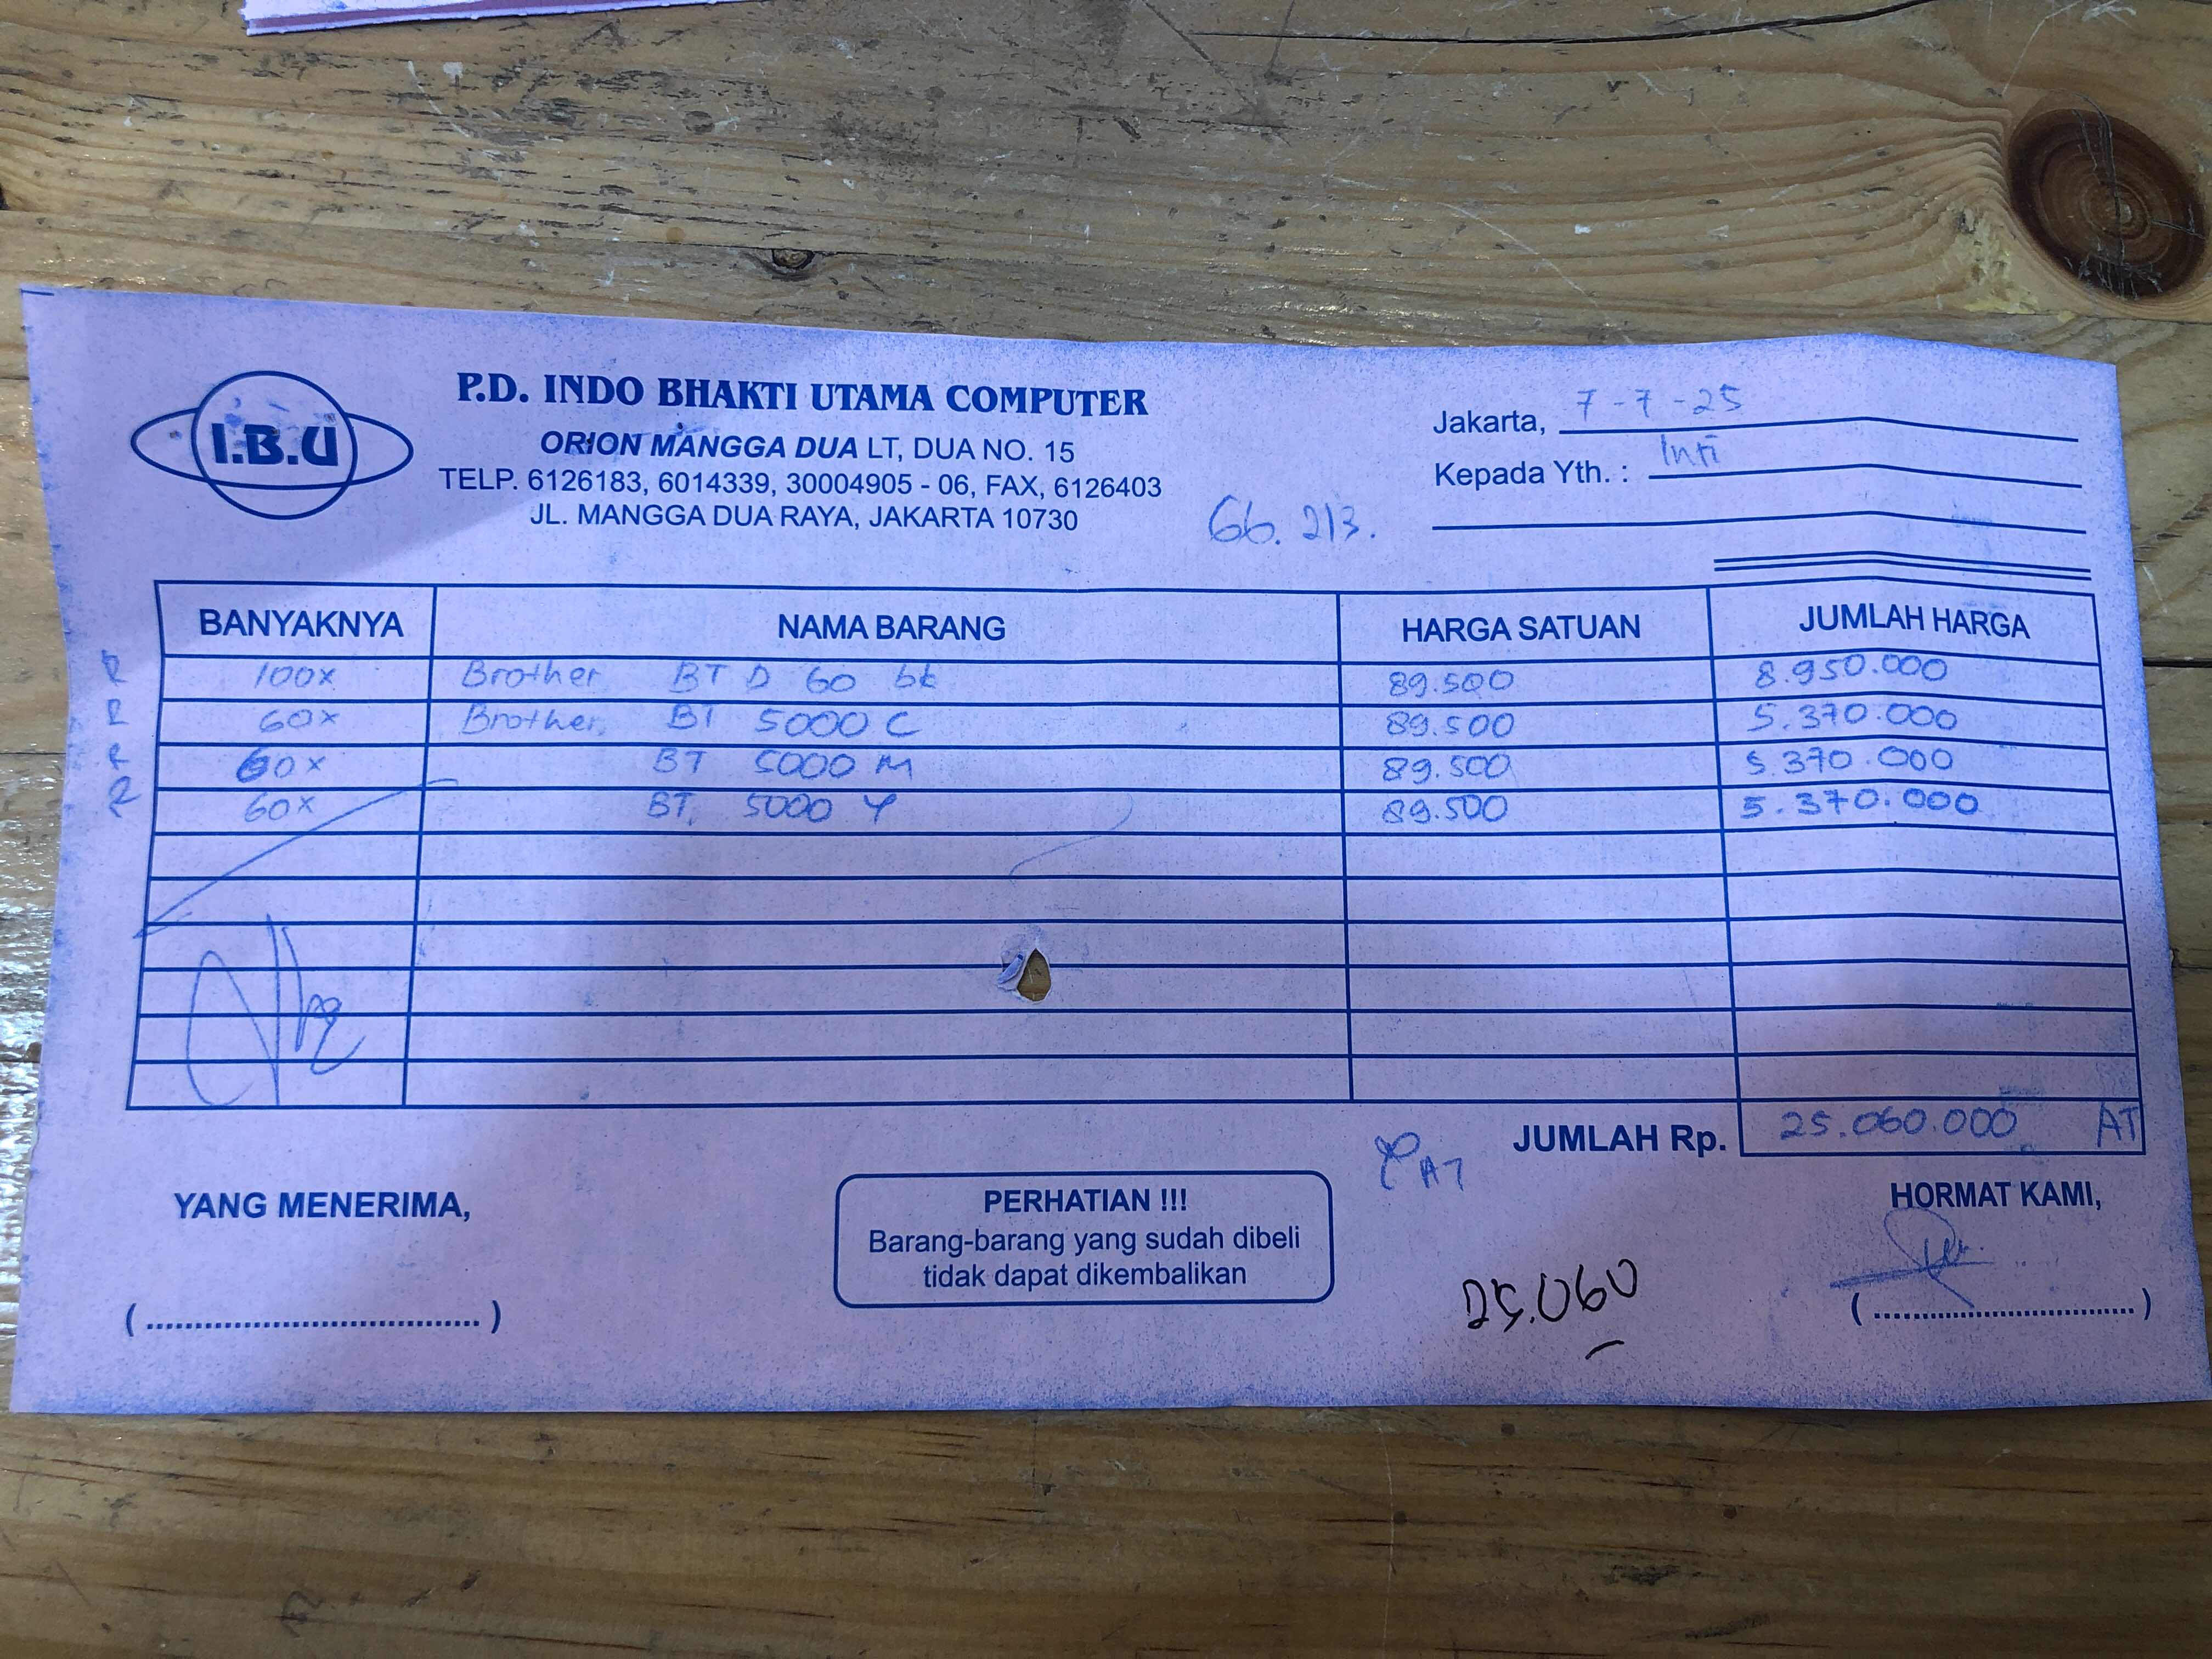 I.B.U
P.D. INDO BHAKTI UTAMA COMPUTER
ORION MANGGA DUA LT, DUA NO. 15
TELP. 6126183, 6014339, 30004905 - 06, FAX, 6126403
JL. MANGGA DUA RAYA, JAKARTA 10730
Jakarta, 7-7-25
Kepada Yth. : Inti
66.213.
BANYAKNYA NAMA BARANG HARGA SATUAN JUMLAH HARGA
100x Brother BT D 60 bk 89.500 8.950.000
60x Brother BT 5000 C 89.500 5.370.000
60x BT 5000 M 89.500 5.370.000
60x BT 5000 Y 89.500 5.370.000
JUMLAH Rp. 25.060.000 AT
YANG MENERIMA,
PERHATIAN !!!
Barang-barang yang sudah dibeli
tidak dapat dikembalikan
HORMAT KAMI,
25.060
(....................................)
(..............................)